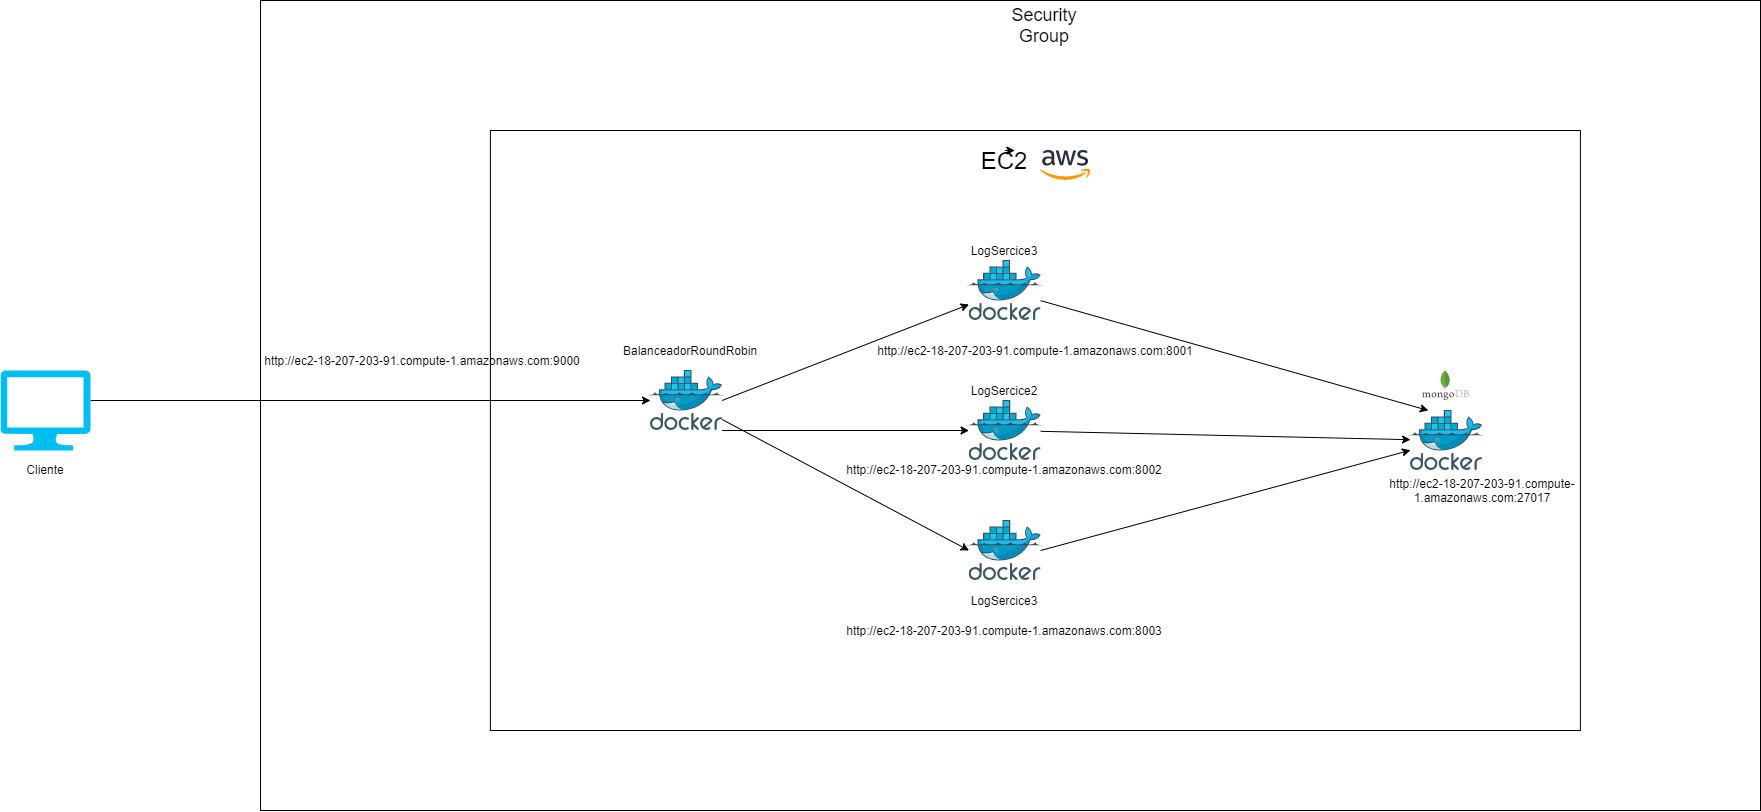 Security
Group
EC2 aws
LogSercice3
docker
http://ec2-18-207-203-91.compute-1.amazonaws.com:9000
BalanceadorRoundRobin
http://ec2-18-207-203-91.compute-1.amazonaws.com:8001
docker
LogSercice2
docker
http://ec2-18-207-203-91.compute-1.amazonaws.com:8002
mongoDB
docker
http://ec2-18-207-203-91.compute-
1.amazonaws.com:27017
Cliente
docker
LogSercice3
http://ec2-18-207-203-91.compute-1.amazonaws.com:8003